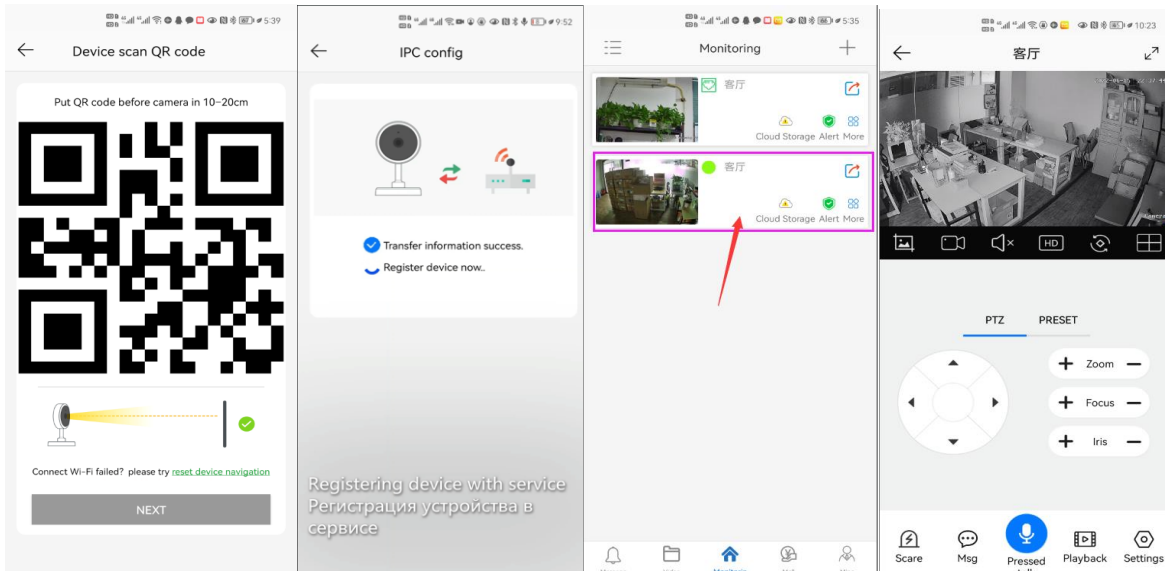 5:39
Device scan QR code
Put QR code before camera in 10-20cm
Connect Wi-Fi failed? please try reset device navigation
NEXT
9:52
IPC config
Transfer information success.
Register device now..
Registering device with service
Регистрация устройства в
сервисе
5:35
Monitoring
客厅
Cloud Storage Alert More
客厅
Cloud Storage Alert More
10:23
客厅
HD
PTZ PRESET
Zoom
Focus
Iris
Scare Msg Pressed Playback Settings